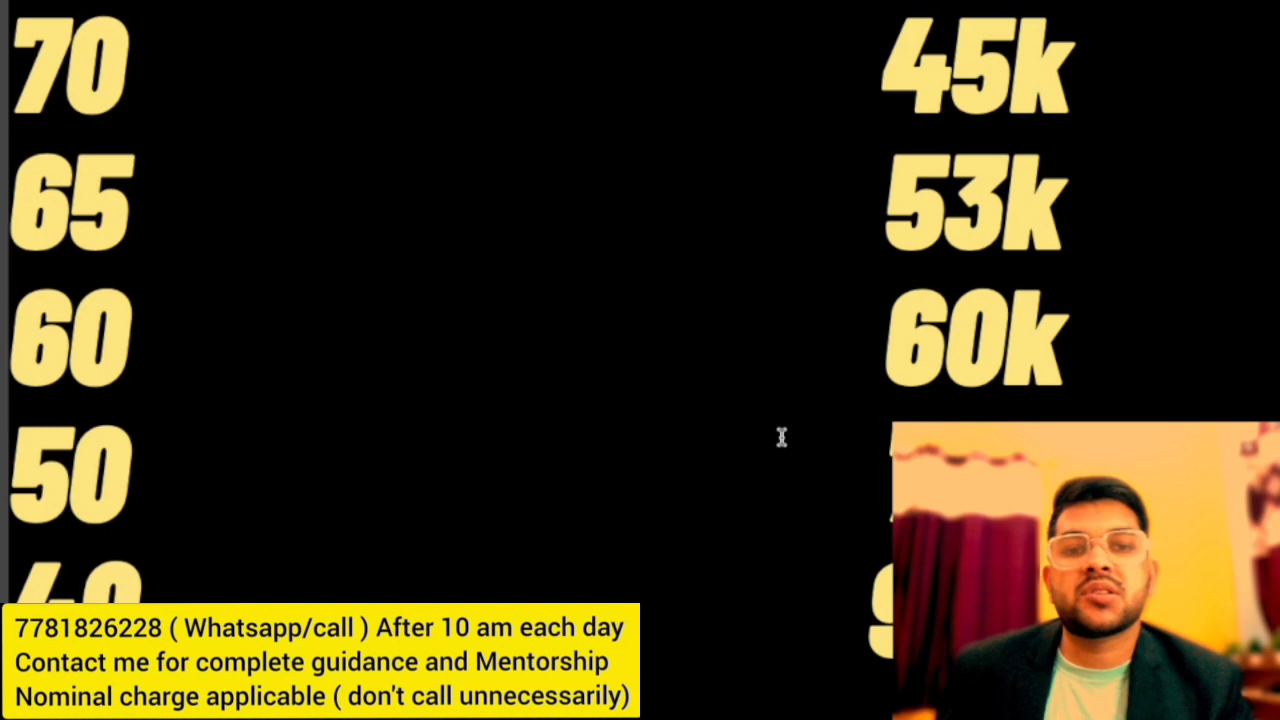 70 45k
65 53k
60 60k
50
40
7781826228 ( Whatsapp/call ) After 10 am each day
Contact me for complete guidance and Mentorship
Nominal charge applicable ( don't call unnecessarily)